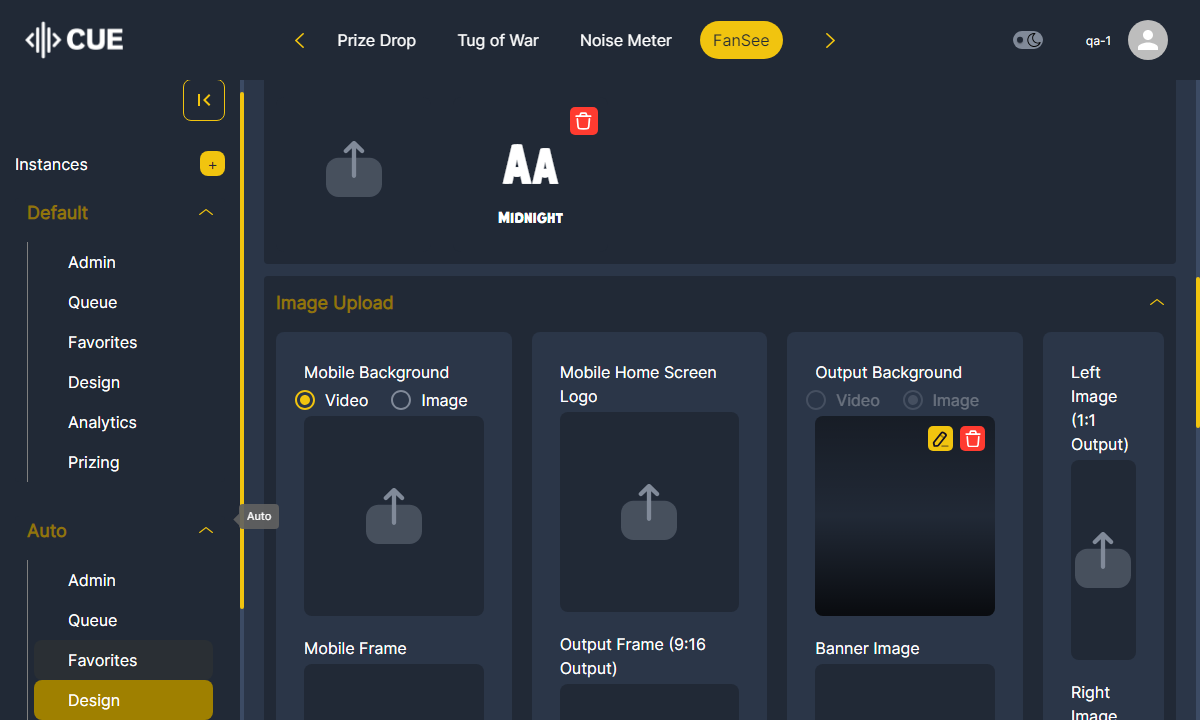 CUE
Prize Drop
Tug of War
Noise Meter
FanSee
qa-1
Instances
+
Default
Admin
Queue
Favorites
Design
Analytics
Prizing
Auto
Auto
Admin
Queue
Favorites
Design
Aa
Midnight
Image Upload
Mobile Background
Video
Image
Mobile Home Screen
Logo
Output Background
Video
Image
Left
Image
(1:1
Output)
Mobile Frame
Output Frame (9:16
Output)
Banner Image
Right
Image